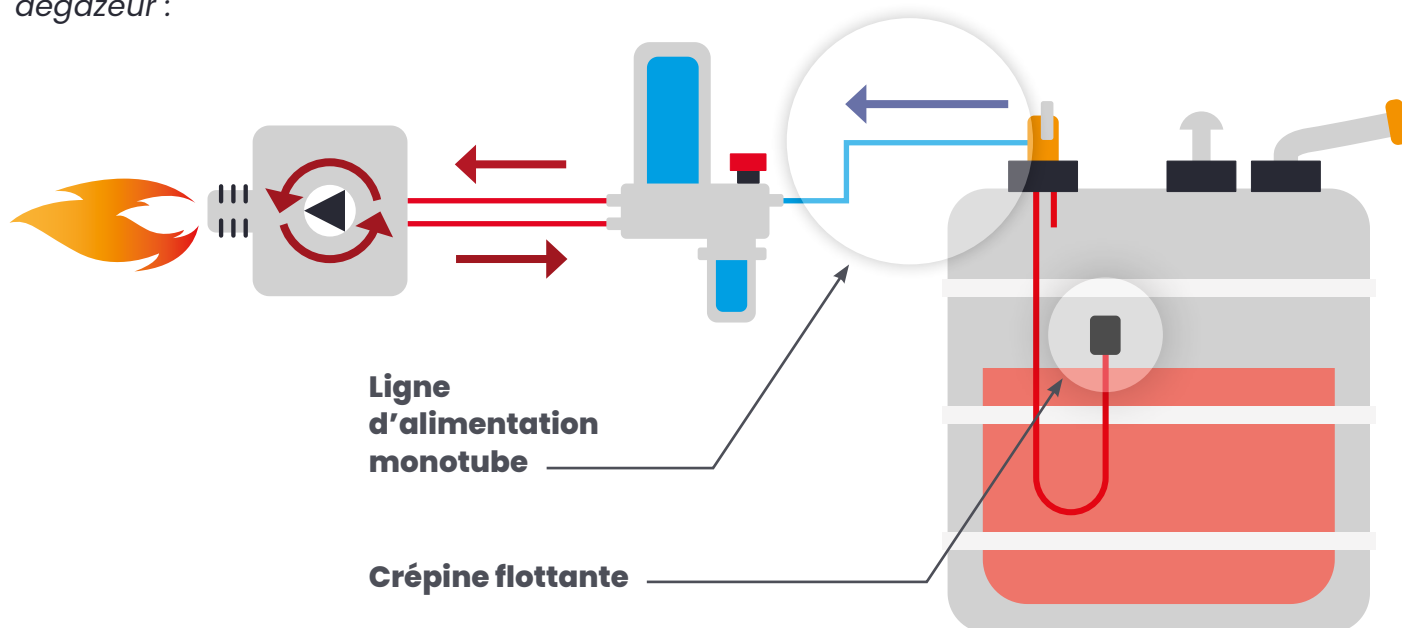 dégazeur :
Ligne
d’alimentation
monotube
Crépine flottante